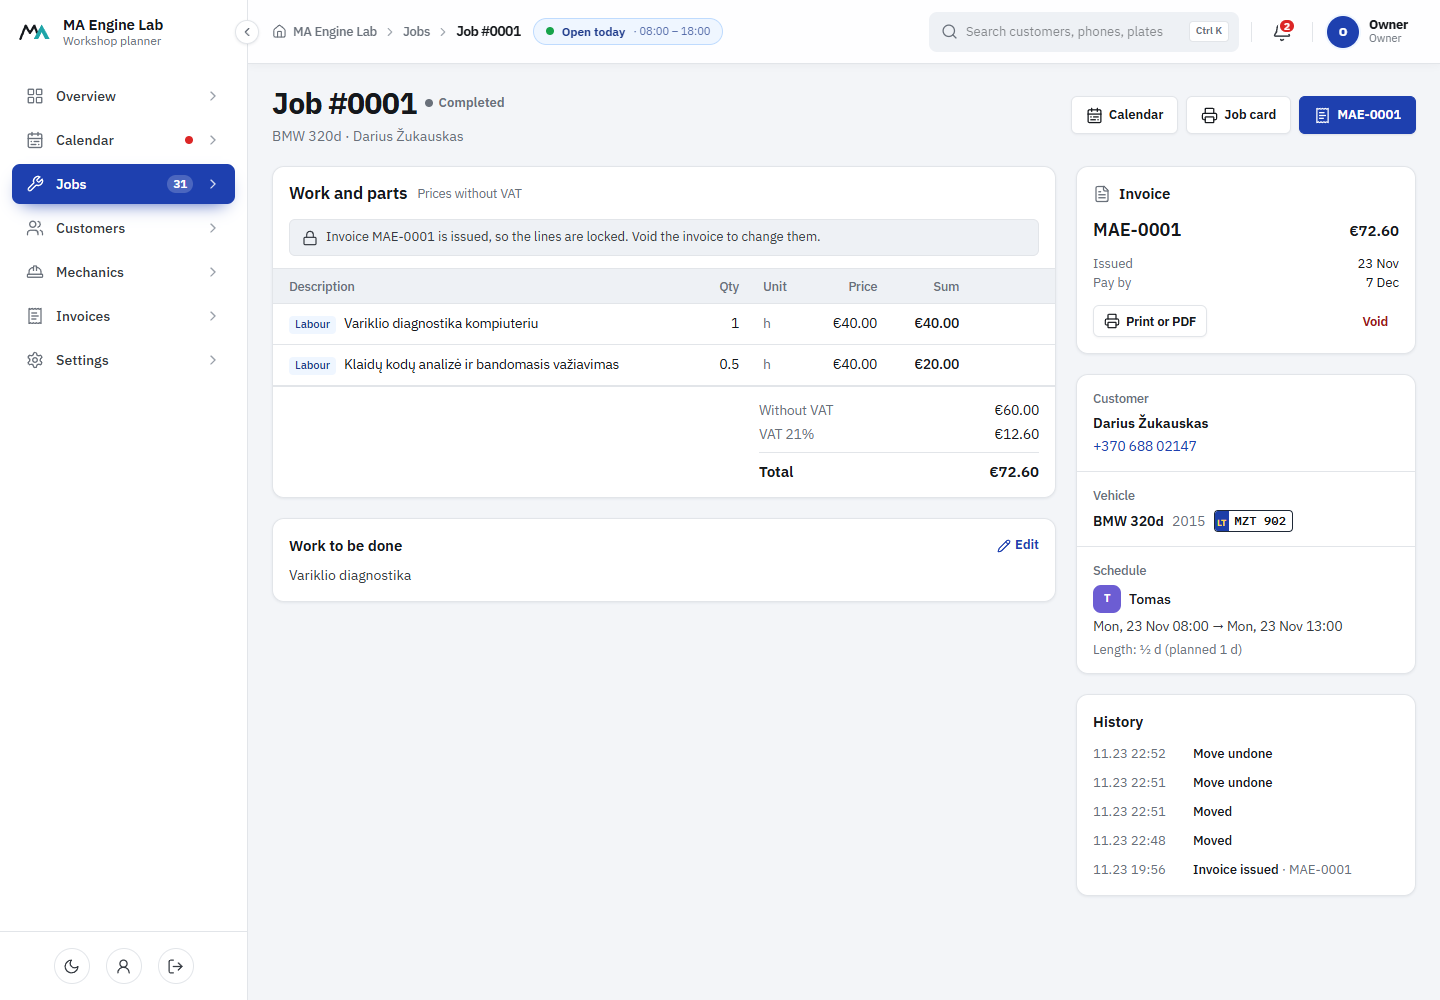 MA Engine Lab
Workshop planner
Overview
Calendar
Jobs 31
Customers
Mechanics
Invoices
Settings
MA Engine Lab > Jobs > Job #0001
Open today · 08:00 – 18:00
Search customers, phones, plates Ctrl K
2
O
Owner
Owner
Job #0001 Completed
BMW 320d · Darius Žukauskas
Calendar
Job card
MAE-0001
Work and parts Prices without VAT
Invoice MAE-0001 is issued, so the lines are locked. Void the invoice to change them.
Description Qty Unit Price Sum
Labour Variklio diagnostika kompiuteriu 1 h €40.00 €40.00
Labour Klaidų kodų analizė ir bandomasis važiavimas 0.5 h €40.00 €20.00
Without VAT €60.00
VAT 21% €12.60
Total €72.60
Work to be done Edit
Variklio diagnostika
Invoice
MAE-0001 €72.60
Issued 23 Nov
Pay by 7 Dec
Print or PDF Void
Customer
Darius Žukauskas
+370 688 02147
Vehicle
BMW 320d 2015 LT MZT 902
Schedule
T Tomas
Mon, 23 Nov 08:00 → Mon, 23 Nov 13:00
Length: ½ d (planned 1 d)
History
11.23 22:52 Move undone
11.23 22:51 Move undone
11.23 22:51 Moved
11.23 22:48 Moved
11.23 19:56 Invoice issued · MAE-0001